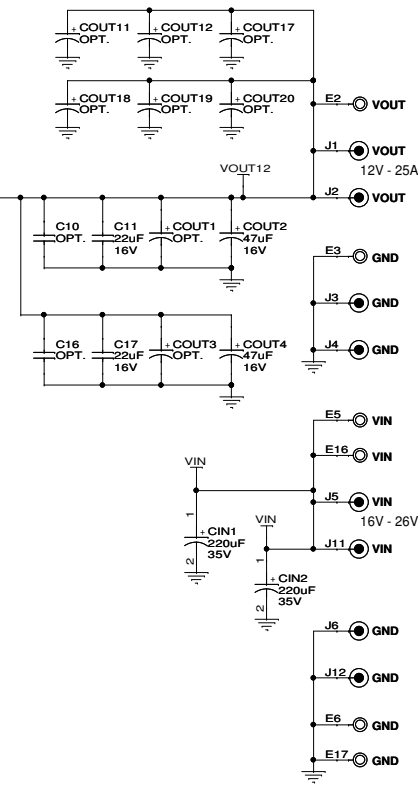 + COUT11
OPT.
+ COUT12
OPT.
+ COUT17
OPT.
+ COUT18
OPT.
+ COUT19
OPT.
+ COUT20
OPT.
E2 VOUT
J1 VOUT
12V - 25A
VOUT12
J2 VOUT
C10
OPT.
C11
22uF
16V
+ COUT1
OPT.
+ COUT2
47uF
16V
E3 GND
J3 GND
J4 GND
C16
OPT.
C17
22uF
16V
+ COUT3
OPT.
+ COUT4
47uF
16V
E5 VIN
E16 VIN
VIN
J5 VIN
16V - 26V
1
+ CIN1
220uF
35V
2
VIN
J11 VIN
1
+ CIN2
220uF
35V
2
J6 GND
J12 GND
E6 GND
E17 GND